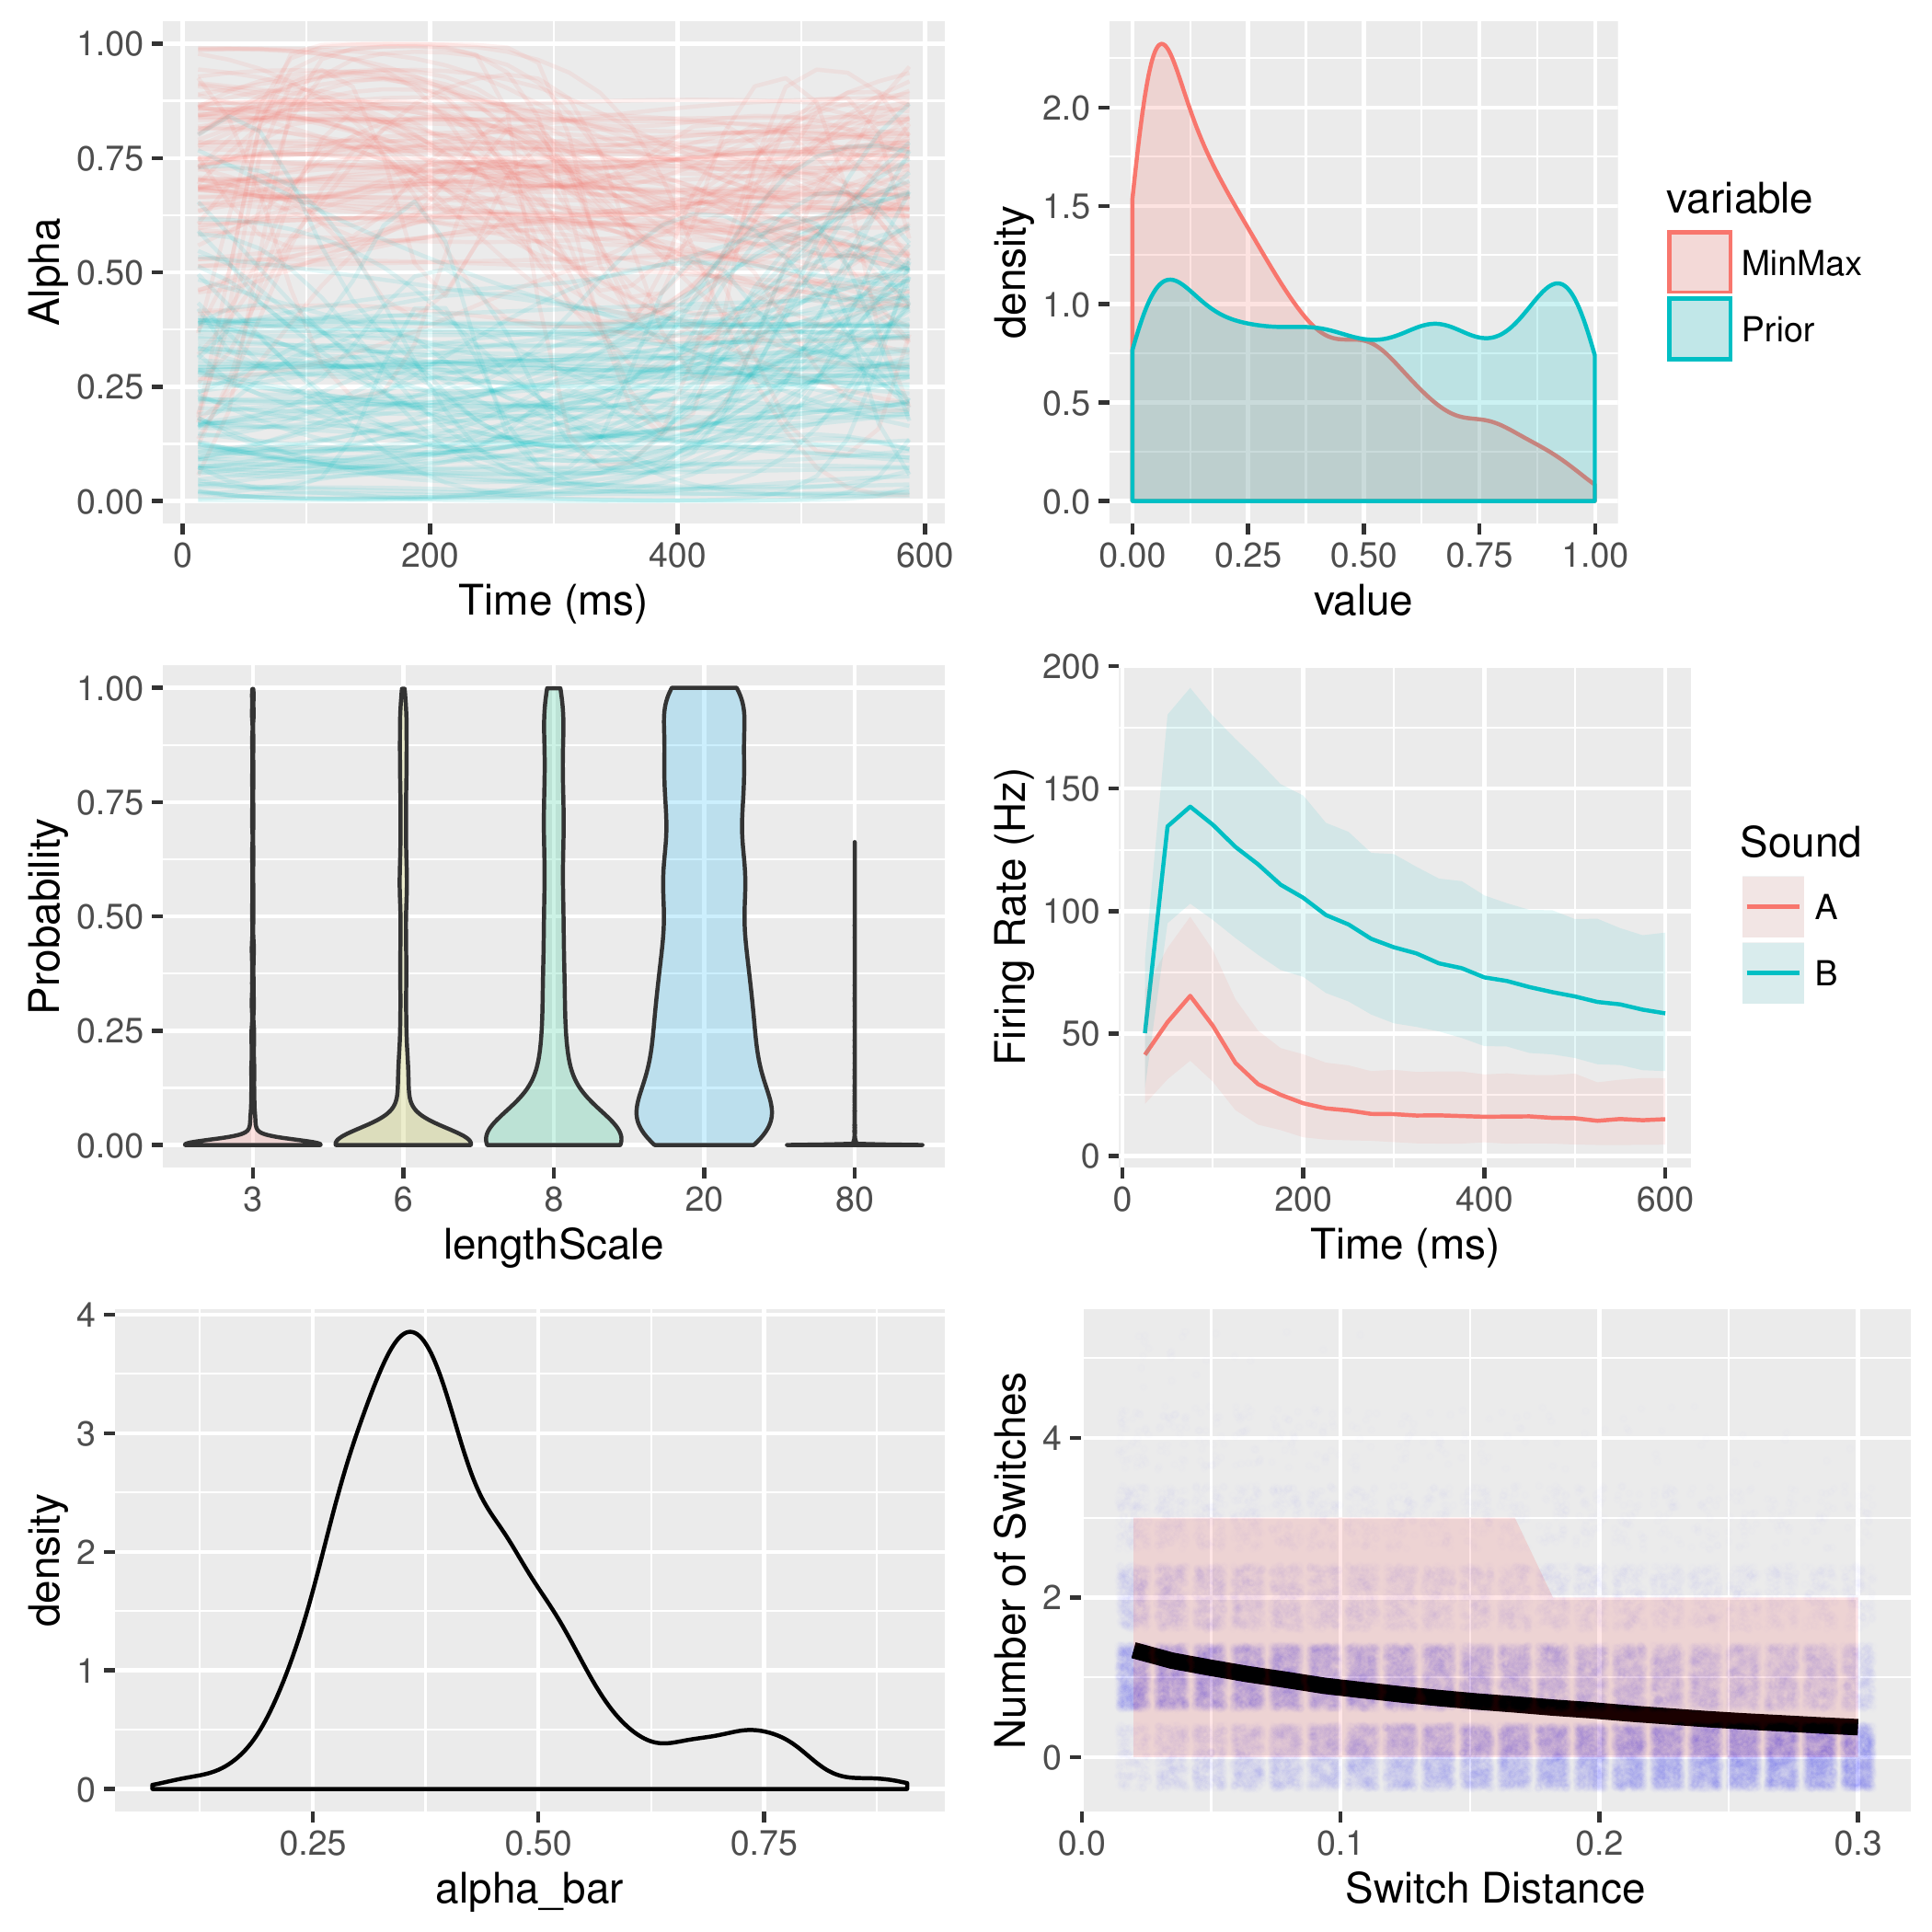 1.00
0.75
0.50
0.25
0.00
Alpha
0 200 400 600
Time (ms)
2.0
1.5
1.0
0.5
0.0
density
0.00 0.25 0.50 0.75 1.00
value
variable
MinMax
Prior
1.00
0.75
0.50
0.25
0.00
Probability
3 6 8 20 80
lengthScale
200
150
100
50
0
Firing Rate (Hz)
0 200 400 600
Time (ms)
Sound
A
B
4
3
2
1
0
density
0.25 0.50 0.75
alpha_bar
4
2
0
Number of Switches
0.0 0.1 0.2 0.3
Switch Distance